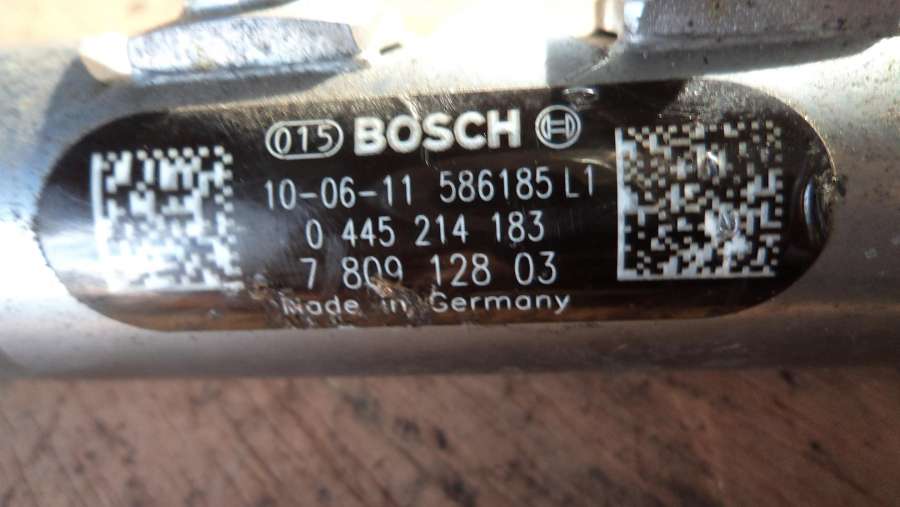 015 BOSCH
10-06-11 586185 L1
0 445 214 183
7 809 128 03
Made in Germany